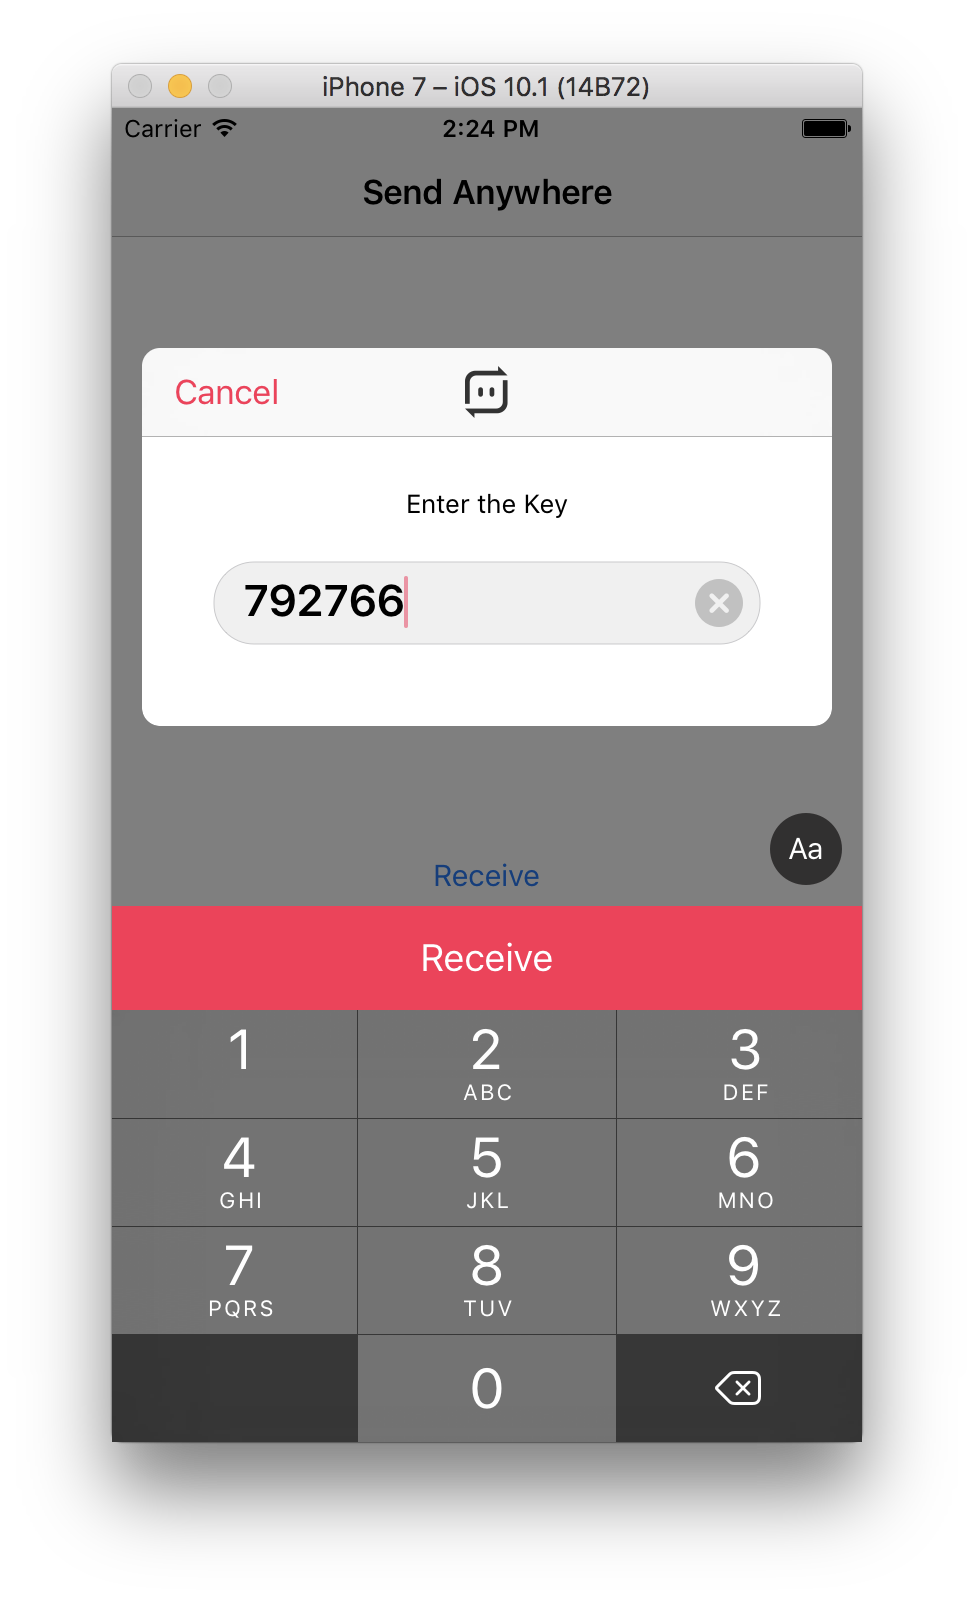 iPhone 7 – iOS 10.1 (14B72)
Carrier 2:24 PM
Send Anywhere
Cancel
Enter the Key
792766
Aa
Receive
Receive
1 2 3
ABC DEF
4 5 6
GHI JKL MNO
7 8 9
PQRS TUV WXYZ
0